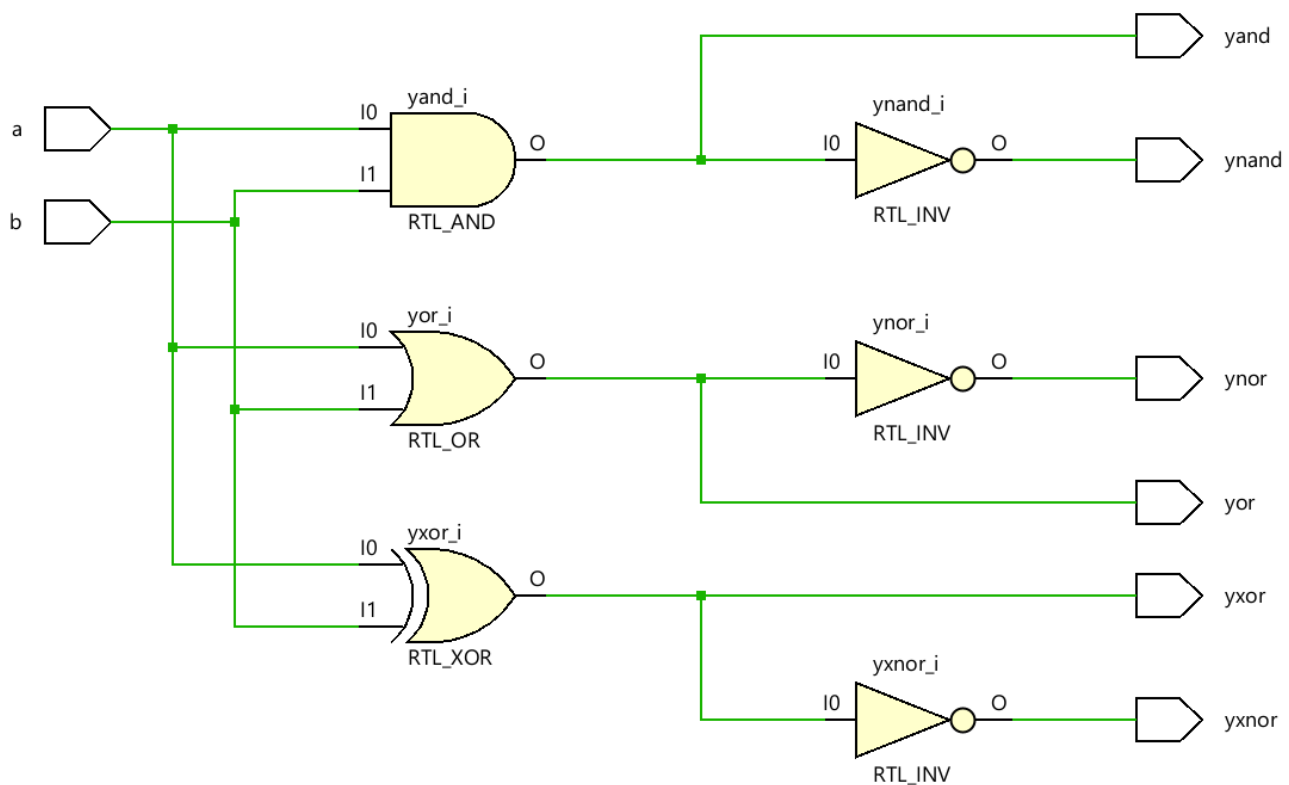 yand
yand_i
ynand_i
a
I0
O
I0
O
ynand
I1
b
RTL_AND
RTL_INV
yor_i
ynor_i
I0
O
I0
O
ynor
I1
RTL_OR
RTL_INV
yor
yxor_i
I0
O
yxor
I1
RTL_XOR
yxnor_i
I0
O
yxnor
RTL_INV